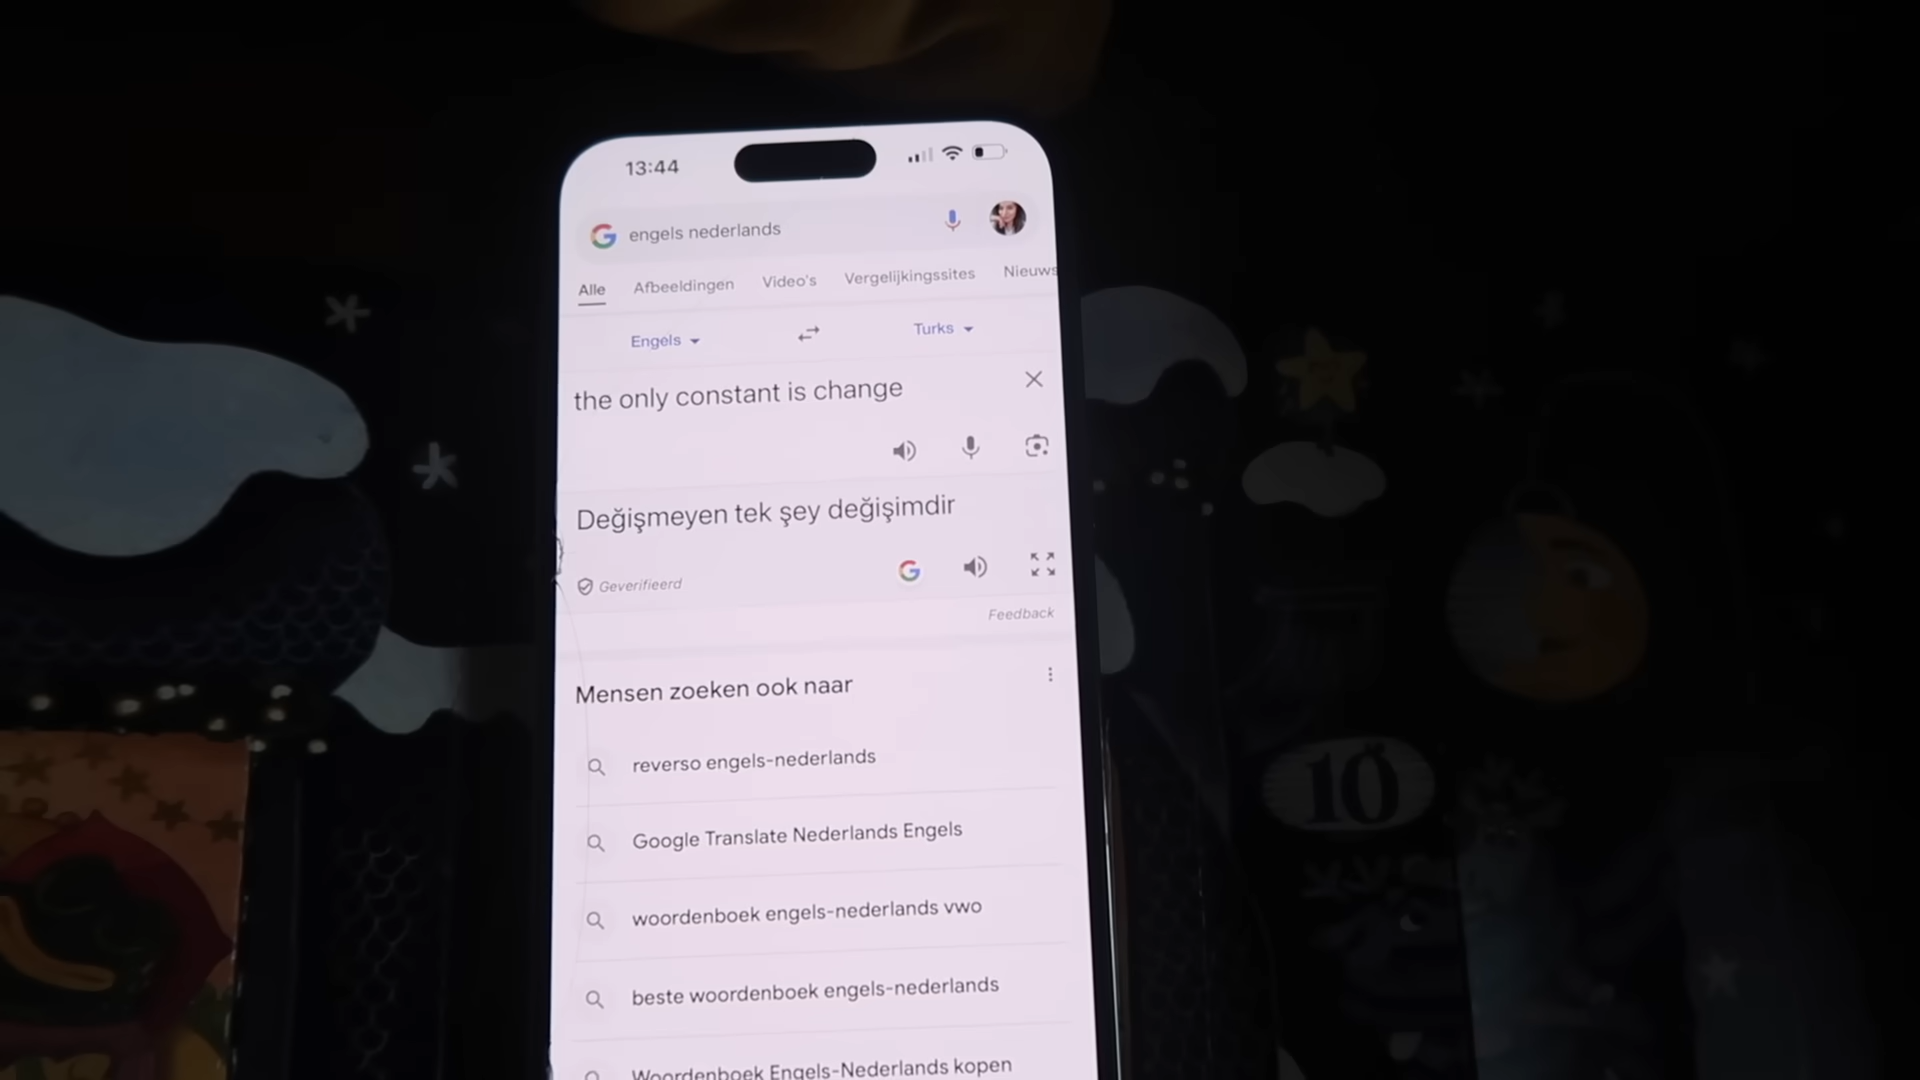 13:44
engels nederlands
Alle Afbeeldingen Video's Vergelijkingssites Nieuws
Engels Turks
the only constant is change
Değişmeyen tek şey değişimdir
Geverifieerd
Feedback
Mensen zoeken ook naar
reverso engels-nederlands
Google Translate Nederlands Engels
woordenboek engels-nederlands vwo
beste woordenboek engels-nederlands
Woordenboek Engels-Nederlands kopen
10